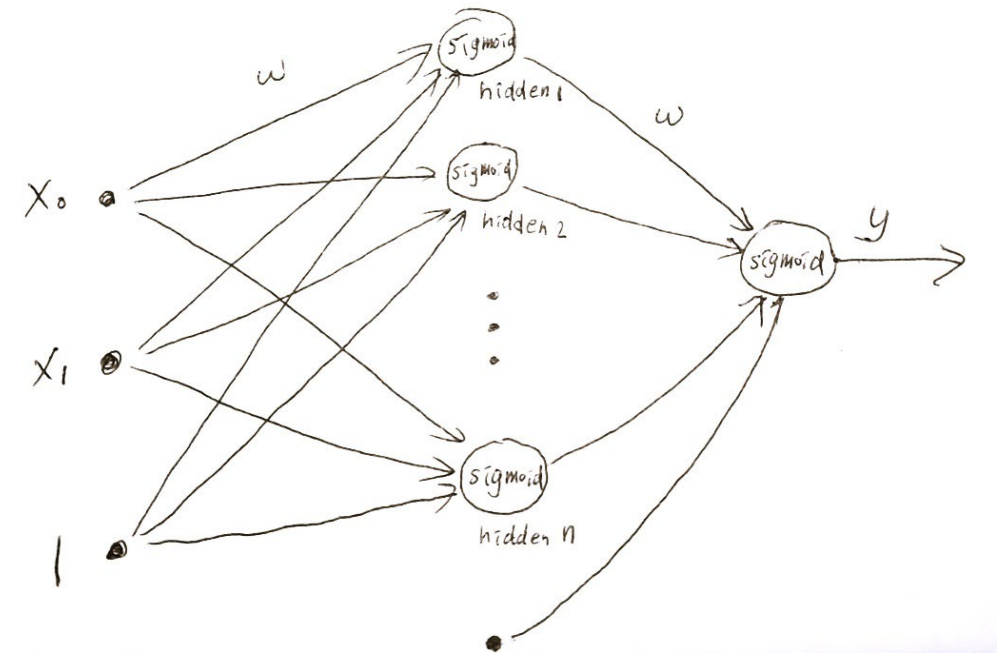 sigmoid
hidden 1
w
w
sigmoid
hidden 2
X₀
y
sigmoid
X₁
sigmoid
hidden n
1